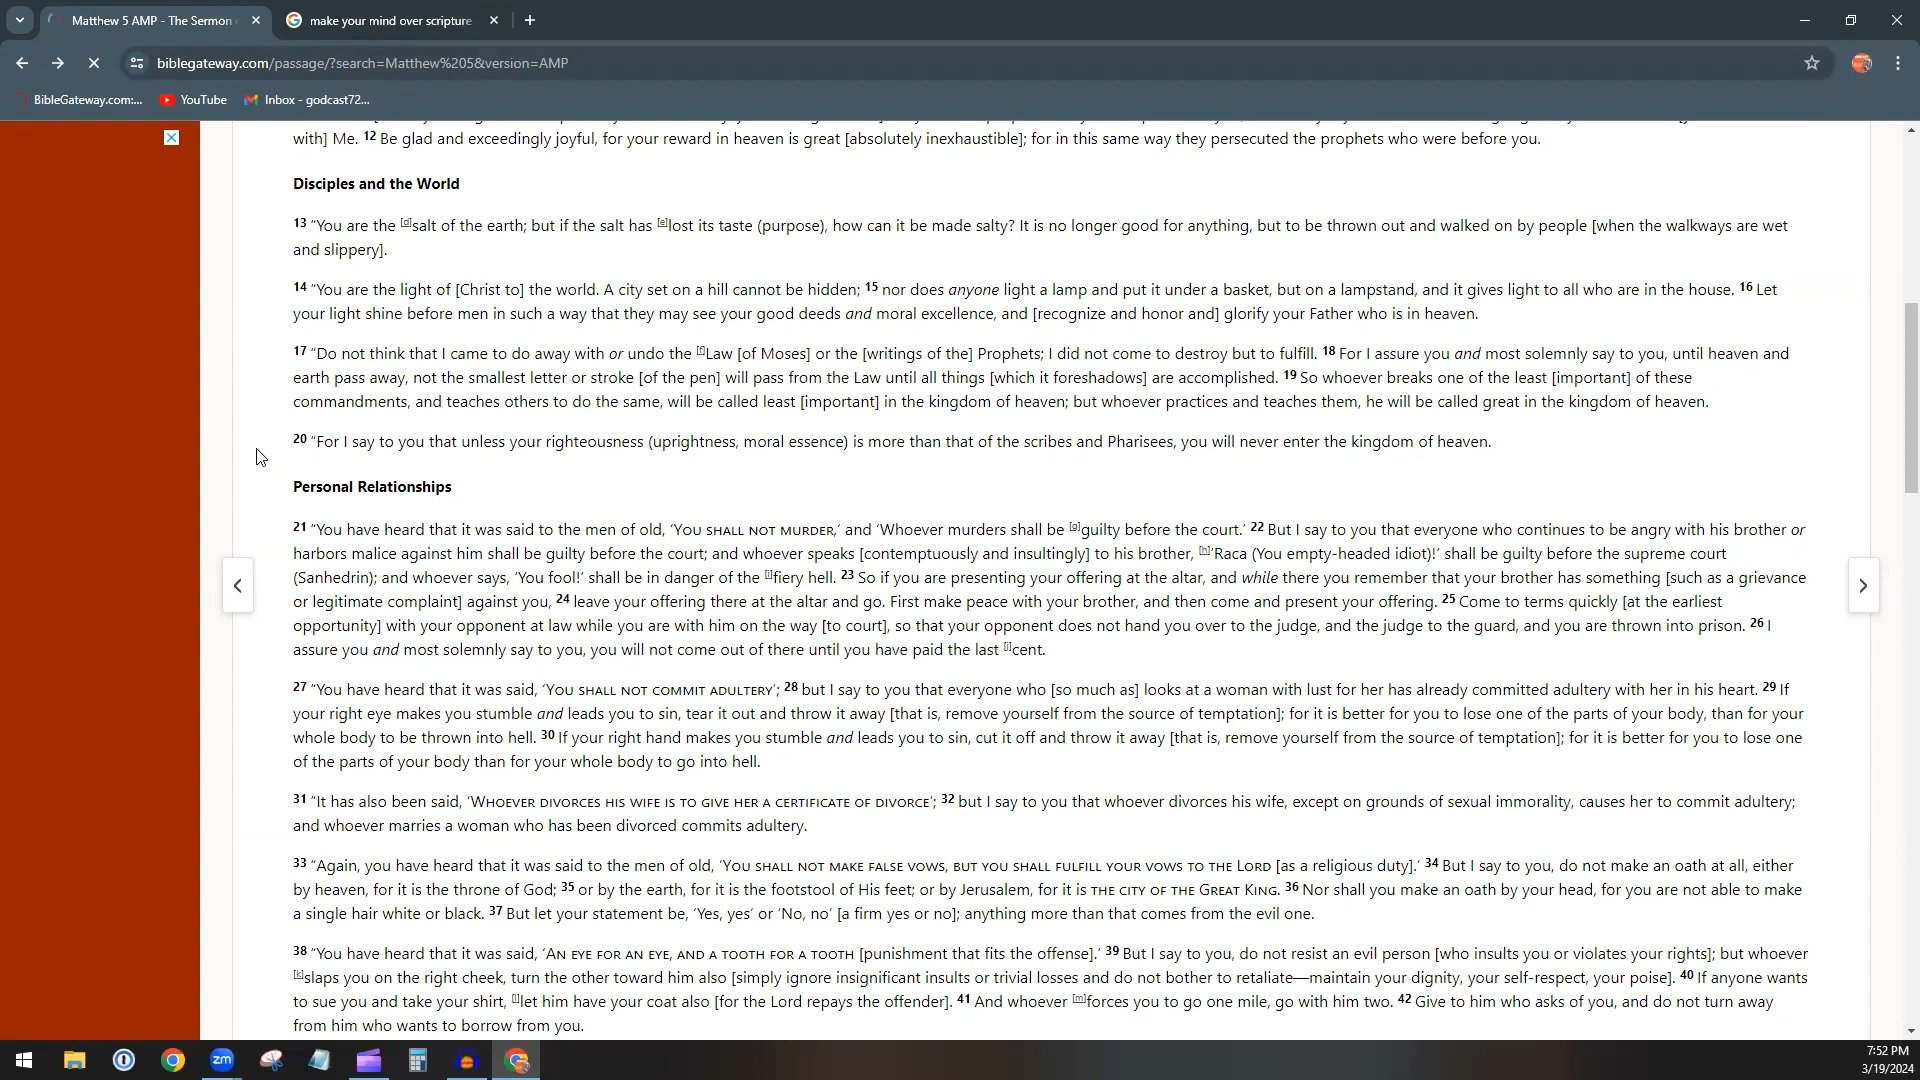 Matthew 5 AMP - The Sermon
make your mind over scripture
biblegateway.com/passage/?search=Matthew%205&version=AMP
BibleGateway.com:...
YouTube
Inbox - godcast72...
with] Me. 12 Be glad and exceedingly joyful, for your reward in heaven is great [absolutely inexhaustible]; for in this same way they persecuted the prophets who were before you.
Disciples and the World
13 “You are the [d]salt of the earth; but if the salt has [e]lost its taste (purpose), how can it be made salty? It is no longer good for anything, but to be thrown out and walked on by people [when the walkways are wet
and slippery].
14 “You are the light of [Christ to] the world. A city set on a hill cannot be hidden; 15 nor does anyone light a lamp and put it under a basket, but on a lampstand, and it gives light to all who are in the house. 16 Let
your light shine before men in such a way that they may see your good deeds and moral excellence, and [recognize and honor and] glorify your Father who is in heaven.
17 “Do not think that I came to do away with or undo the [f]Law [of Moses] or the [writings of the] Prophets; I did not come to destroy but to fulfill. 18 For I assure you and most solemnly say to you, until heaven and
earth pass away, not the smallest letter or stroke [of the pen] will pass from the Law until all things [which it foreshadows] are accomplished. 19 So whoever breaks one of the least [important] of these
commandments, and teaches others to do the same, will be called least [important] in the kingdom of heaven; but whoever practices and teaches them, he will be called great in the kingdom of heaven.
20 “For I say to you that unless your righteousness (uprightness, moral essence) is more than that of the scribes and Pharisees, you will never enter the kingdom of heaven.
Personal Relationships
21 “You have heard that it was said to the men of old, ‘YOU SHALL NOT MURDER,’ and ‘Whoever murders shall be [g]guilty before the court.’ 22 But I say to you that everyone who continues to be angry with his brother or
harbors malice against him shall be guilty before the court; and whoever speaks [contemptuously and insultingly] to his brother, [h]‘Raca (You empty-headed idiot)!’ shall be guilty before the supreme court
(Sanhedrin); and whoever says, ‘You fool!’ shall be in danger of the [i]fiery hell. 23 So if you are presenting your offering at the altar, and while there you remember that your brother has something [such as a grievance
or legitimate complaint] against you, 24 leave your offering there at the altar and go. First make peace with your brother, and then come and present your offering. 25 Come to terms quickly [at the earliest
opportunity] with your opponent at law while you are with him on the way [to court], so that your opponent does not hand you over to the judge, and the judge to the guard, and you are thrown into prison. 26 I
assure you and most solemnly say to you, you will not come out of there until you have paid the last [j]cent.
27 “You have heard that it was said, ‘YOU SHALL NOT COMMIT ADULTERY’; 28 but I say to you that everyone who [so much as] looks at a woman with lust for her has already committed adultery with her in his heart. 29 If
your right eye makes you stumble and leads you to sin, tear it out and throw it away [that is, remove yourself from the source of temptation]; for it is better for you to lose one of the parts of your body, than for your
whole body to be thrown into hell. 30 If your right hand makes you stumble and leads you to sin, cut it off and throw it away [that is, remove yourself from the source of temptation]; for it is better for you to lose one
of the parts of your body than for your whole body to go into hell.
31 “It has also been said, ‘WHOEVER DIVORCES HIS WIFE IS TO GIVE HER A CERTIFICATE OF DIVORCE’; 32 but I say to you that whoever divorces his wife, except on grounds of sexual immorality, causes her to commit adultery;
and whoever marries a woman who has been divorced commits adultery.
33 “Again, you have heard that it was said to the men of old, ‘YOU SHALL NOT MAKE FALSE VOWS, BUT YOU SHALL FULFILL YOUR VOWS TO THE LORD [as a religious duty].’ 34 But I say to you, do not make an oath at all, either
by heaven, for it is the throne of God; 35 or by the earth, for it is the footstool of His feet; or by Jerusalem, for it is THE CITY OF THE GREAT KING. 36 Nor shall you make an oath by your head, for you are not able to make
a single hair white or black. 37 But let your statement be, ‘Yes, yes’ or ‘No, no’ [a firm yes or no]; anything more than that comes from the evil one.
38 “You have heard that it was said, ‘AN EYE FOR AN EYE, AND A TOOTH FOR A TOOTH [punishment that fits the offense].’ 39 But I say to you, do not resist an evil person [who insults you or violates your rights]; but whoever
[k]slaps you on the right cheek, turn the other toward him also [simply ignore insignificant insults or trivial losses and do not bother to retaliate—maintain your dignity, your self-respect, your poise]. 40 If anyone wants
to sue you and take your shirt, [l]let him have your coat also [for the Lord repays the offender]. 41 And whoever [m]forces you to go one mile, go with him two. 42 Give to him who asks of you, and do not turn away
from him who wants to borrow from you.
zm
7:52 PM
3/19/2024